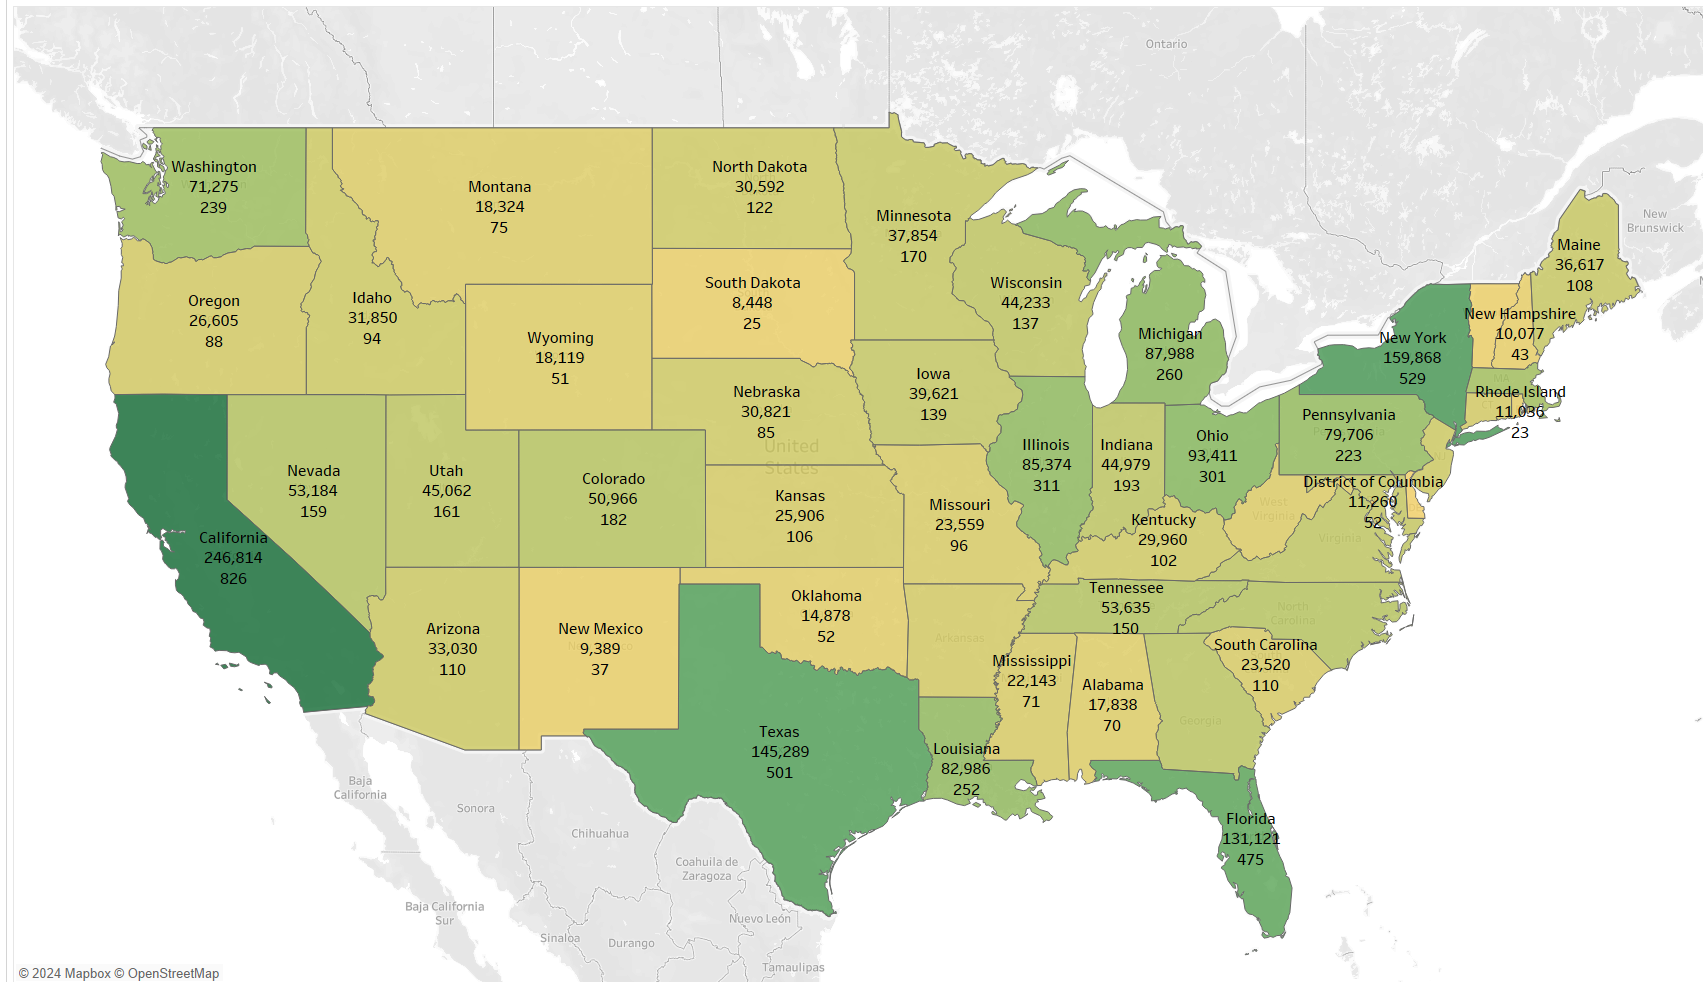 Ontario
New
Brunswick
Washington
71,275
239
Montana
18,324
75
North Dakota
30,592
122
Minnesota
37,854
170
Maine
36,617
108
Oregon
26,605
88
Idaho
31,850
94
South Dakota
8,448
25
Wisconsin
44,233
137
Wyoming
18,119
51
Michigan
87,988
260
New York
159,868
529
New Hampshire
10,077
43
Nebraska
30,821
85
United
States
Iowa
39,621
139
Rhode Island
11,036
23
MA
Pennsylvania
79,706
223
Illinois
85,374
311
Indiana
44,979
193
Ohio
93,411
301
Nevada
53,184
159
Utah
45,062
161
Colorado
50,966
182
Kansas
25,906
106
Missouri
23,559
96
District of Columbia
11,260
52
West
Virginia
Virginia
Kentucky
29,960
102
California
246,814
826
Arizona
33,030
110
New Mexico
9,389
37
Oklahoma
14,878
52
Arkansas
Tennessee
53,635
150
North
Carolina
South Carolina
23,520
110
Mississippi
22,143
71
Alabama
17,838
70
Georgia
Texas
145,289
501
Louisiana
82,986
252
Florida
131,121
475
Baja
California
Sonora
Chihuahua
Coahuila de
Zaragoza
Baja California
Sur
Nuevo León
Sinaloa
Durango
Tamaulipas
© 2024 Mapbox © OpenStreetMap